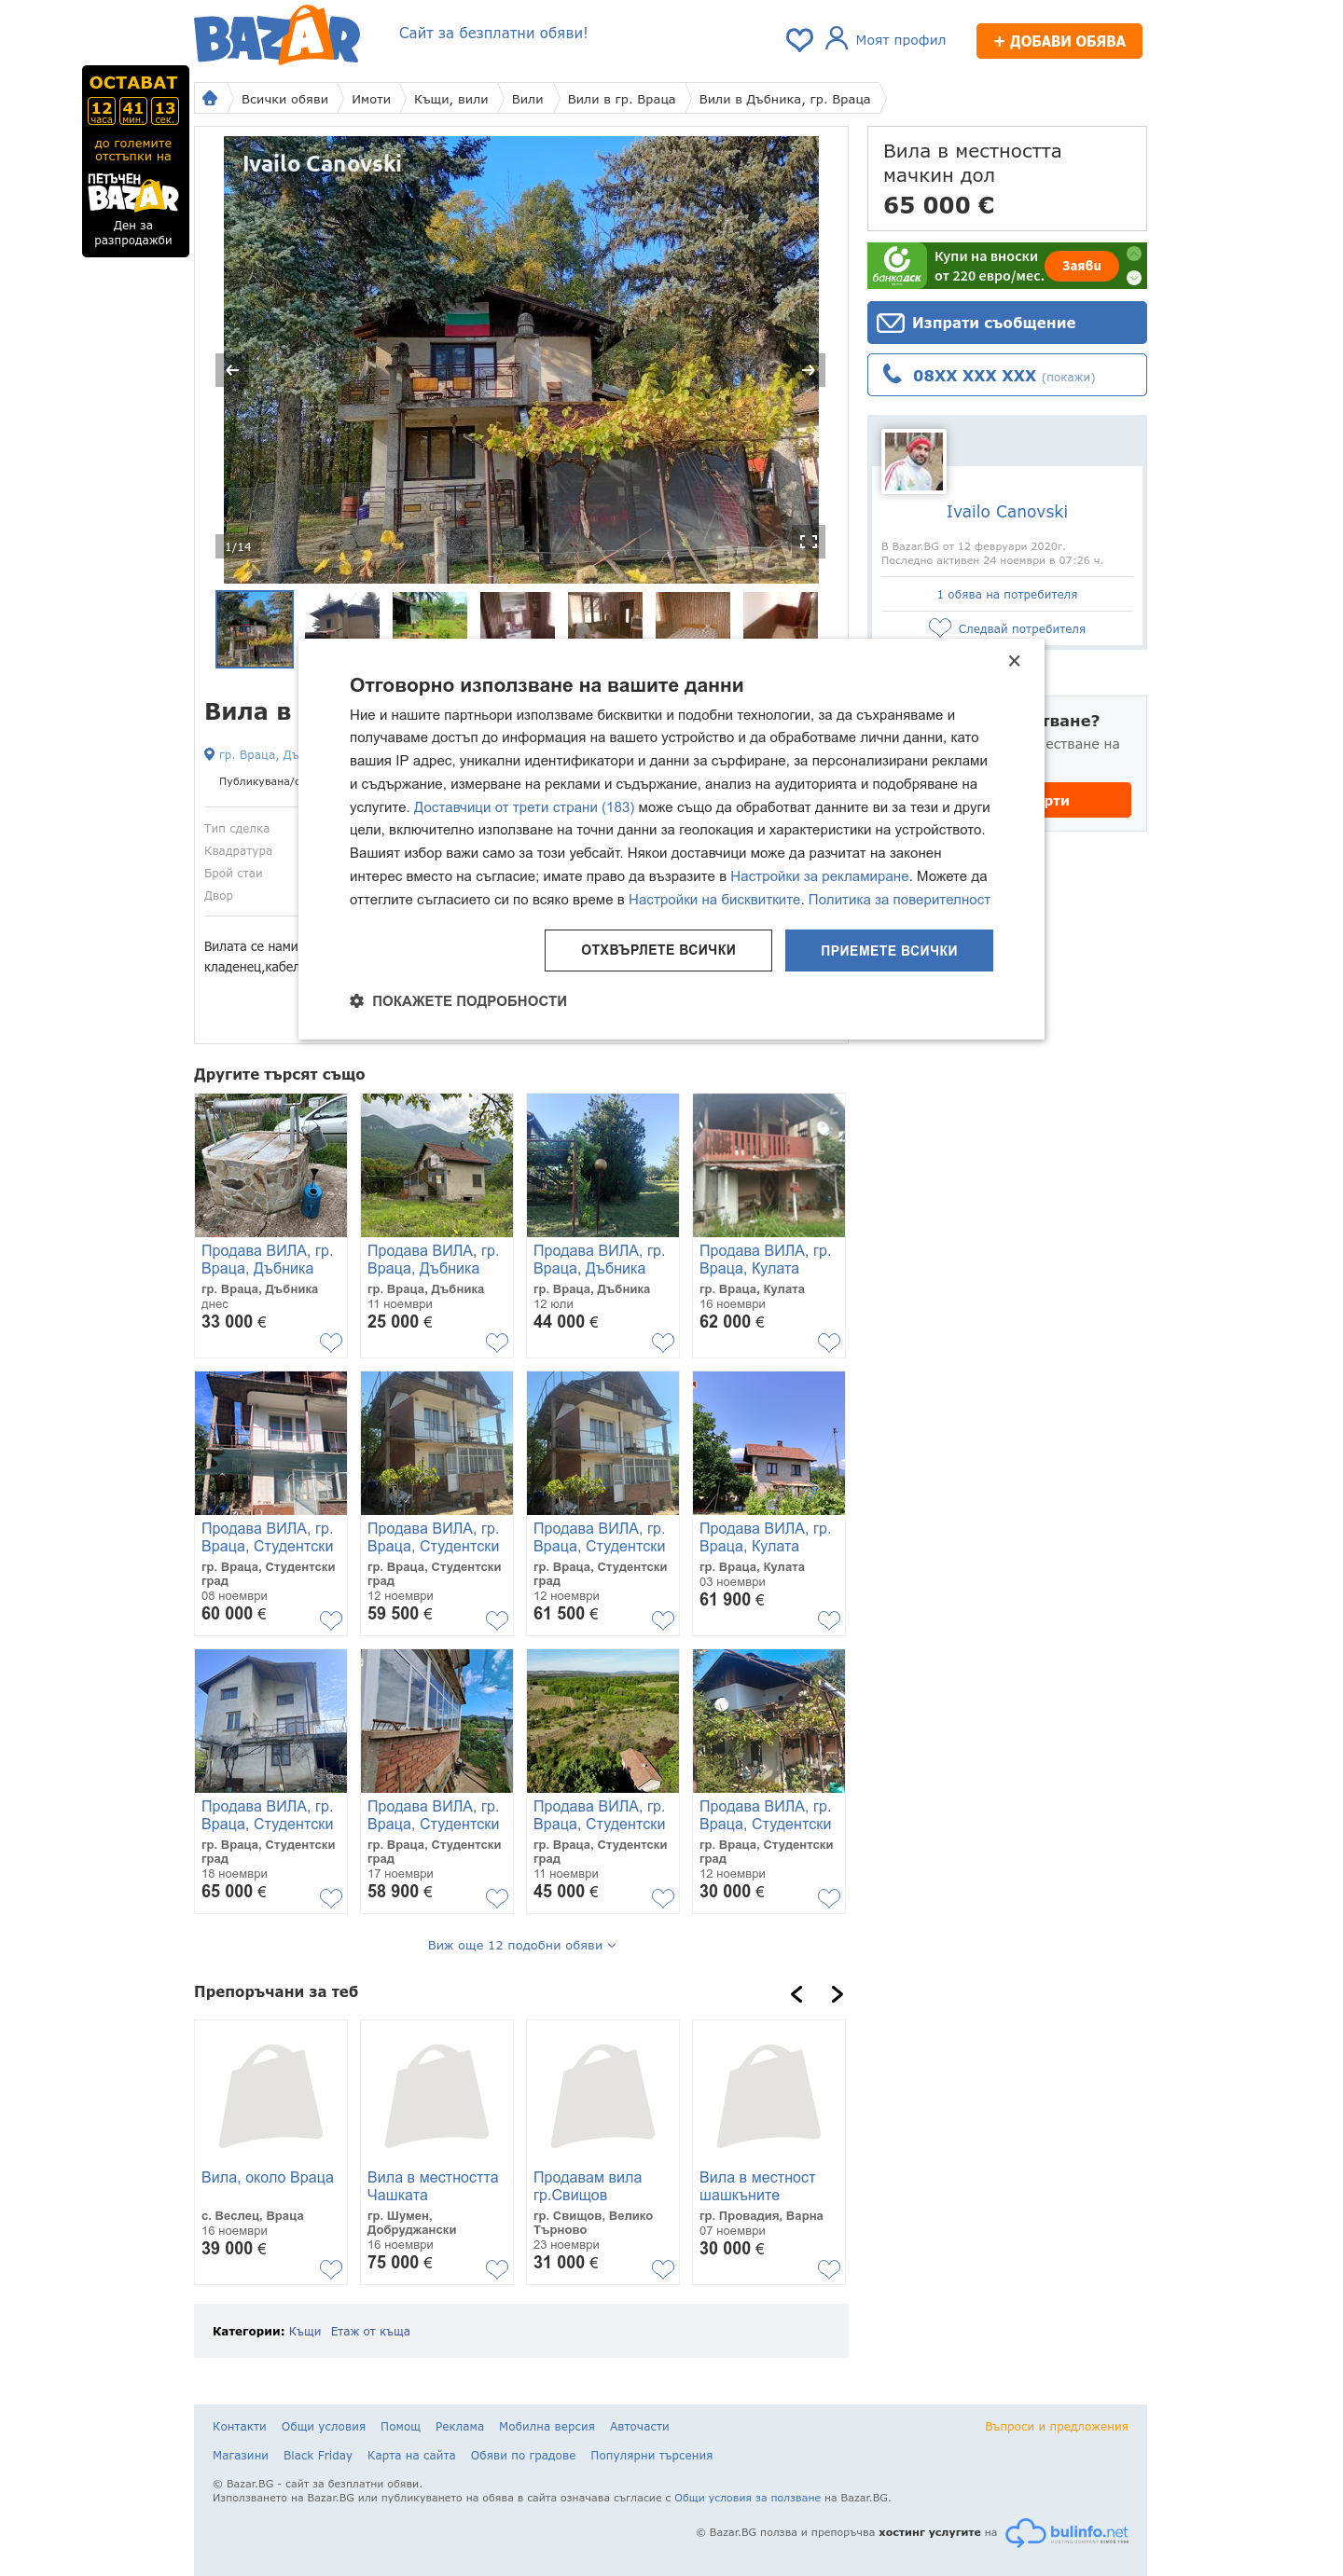 BAZAR
Сайт за безплатни обяви!
Моят профил
+ ДОБАВИ ОБЯВА
ОСТАВАТ
12 41 13
часа мин. сек.
до големите
отстъпки на
ПЕТЪЧЕН
BAZAR
Ден за
разпродажби
Всички обяви
Имоти
Къщи, вили
Вили
Вили в гр. Враца
Вили в Дъбника, гр. Враца
Ivailo Canovski
1/14
Вила в местността
мачкин дол
65 000 €
банкадск
Купи на вноски
от 220 евро/мес.
Заяви
Изпрати съобщение
08XX XXX XXX (покажи)
Ivailo Canovski
В Bazar.BG от 12 февруари 2020г.
Последно активен 24 ноември в 07:26 ч.
1 обява на потребителя
Следвай потребителя
Вила в
гр. Враца, Дъ
Публикувана/
Тип сделка
Квадратура
Брой стаи
Двор
Вилата се нами
кладенец,кабел
×
Отговорно използване на вашите данни
Ние и нашите партньори използваме бисквитки и подобни технологии, за да съхраняваме и
получаваме достъп до информация на вашето устройство и да обработваме лични данни, като
вашия IP адрес, уникални идентификатори и данни за сърфиране, за персонализирани реклами
и съдържание, измерване на реклами и съдържание, анализ на аудиторията и подобряване на
услугите. Доставчици от трети страни (183) може също да обработват данните ви за тези и други
цели, включително използване на точни данни за геолокация и характеристики на устройството.
Вашият избор важи само за този уебсайт. Някои доставчици може да разчитат на законен
интерес вместо на съгласие; имате право да възразите в Настройки за рекламиране. Можете да
оттеглите съгласието си по всяко време в Настройки на бисквитките. Политика за поверителност
ОТХВЪРЛЕТЕ ВСИЧКИ
ПРИЕМЕТЕ ВСИЧКИ
ПОКАЖЕТЕ ПОДРОБНОСТИ
тване?
естване на
рти
Другите търсят също
Продава ВИЛА, гр.
Враца, Дъбника
гр. Враца, Дъбника
днес
33 000 €
Продава ВИЛА, гр.
Враца, Дъбника
гр. Враца, Дъбника
11 ноември
25 000 €
Продава ВИЛА, гр.
Враца, Дъбника
гр. Враца, Дъбника
12 юли
44 000 €
Продава ВИЛА, гр.
Враца, Кулата
гр. Враца, Кулата
16 ноември
62 000 €
Продава ВИЛА, гр.
Враца, Студентски
гр. Враца, Студентски
град
08 ноември
60 000 €
Продава ВИЛА, гр.
Враца, Студентски
гр. Враца, Студентски
град
12 ноември
59 500 €
Продава ВИЛА, гр.
Враца, Студентски
гр. Враца, Студентски
град
12 ноември
61 500 €
Продава ВИЛА, гр.
Враца, Кулата
гр. Враца, Кулата
03 ноември
61 900 €
Продава ВИЛА, гр.
Враца, Студентски
гр. Враца, Студентски
град
18 ноември
65 000 €
Продава ВИЛА, гр.
Враца, Студентски
гр. Враца, Студентски
град
17 ноември
58 900 €
Продава ВИЛА, гр.
Враца, Студентски
гр. Враца, Студентски
град
11 ноември
45 000 €
Продава ВИЛА, гр.
Враца, Студентски
гр. Враца, Студентски
град
12 ноември
30 000 €
Виж още 12 подобни обяви
Препоръчани за теб
Вила, около Враца
с. Веслец, Враца
16 ноември
39 000 €
Вила в местността
Чашката
гр. Шумен,
Добруджански
16 ноември
75 000 €
Продавам вила
гр.Свищов
гр. Свищов, Велико
Търново
23 ноември
31 000 €
Вила в местност
шашкъните
гр. Провадия, Варна
07 ноември
30 000 €
Категории: Къщи Етаж от къща
Контакти Общи условия Помощ Реклама Мобилна версия Авточасти
Въпроси и предложения
Магазини Black Friday Карта на сайта Обяви по градове Популярни търсения
© Bazar.BG - сайт за безплатни обяви.
Използването на Bazar.BG или публикуването на обява в сайта означава съгласие с Общи условия за ползване на Bazar.BG.
© Bazar.BG ползва и препоръчва хостинг услугите на
bulinfo.net